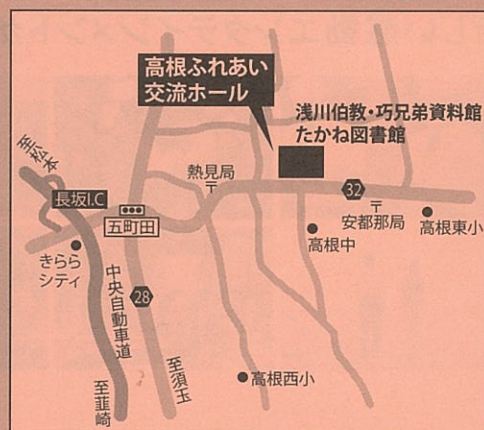 高根ふれあい
交流ホール
浅川伯教・巧兄弟資料館
たかね図書館
至松本
熱見局
〒
長坂I.C
32
〒
安都那局
高根東小
五町田
高根中
きらら
シティ
中央自動車道
28
至韮崎
至須玉
高根西小